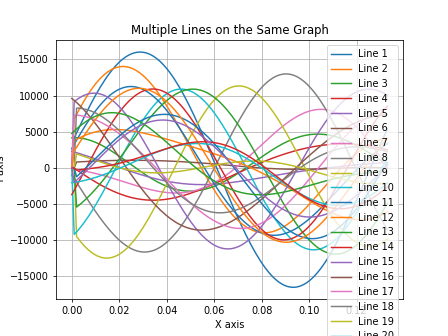 Multiple Lines on the Same Graph
15000
10000
5000
0
−5000
−10000
−15000
0.00
0.02
0.04
0.06
0.08
0.10
X axis
Line 1
Line 2
Line 3
Line 4
Line 5
Line 6
Line 7
Line 8
Line 9
Line 10
Line 11
Line 12
Line 13
Line 14
Line 15
Line 16
Line 17
Line 18
Line 19
Line 20